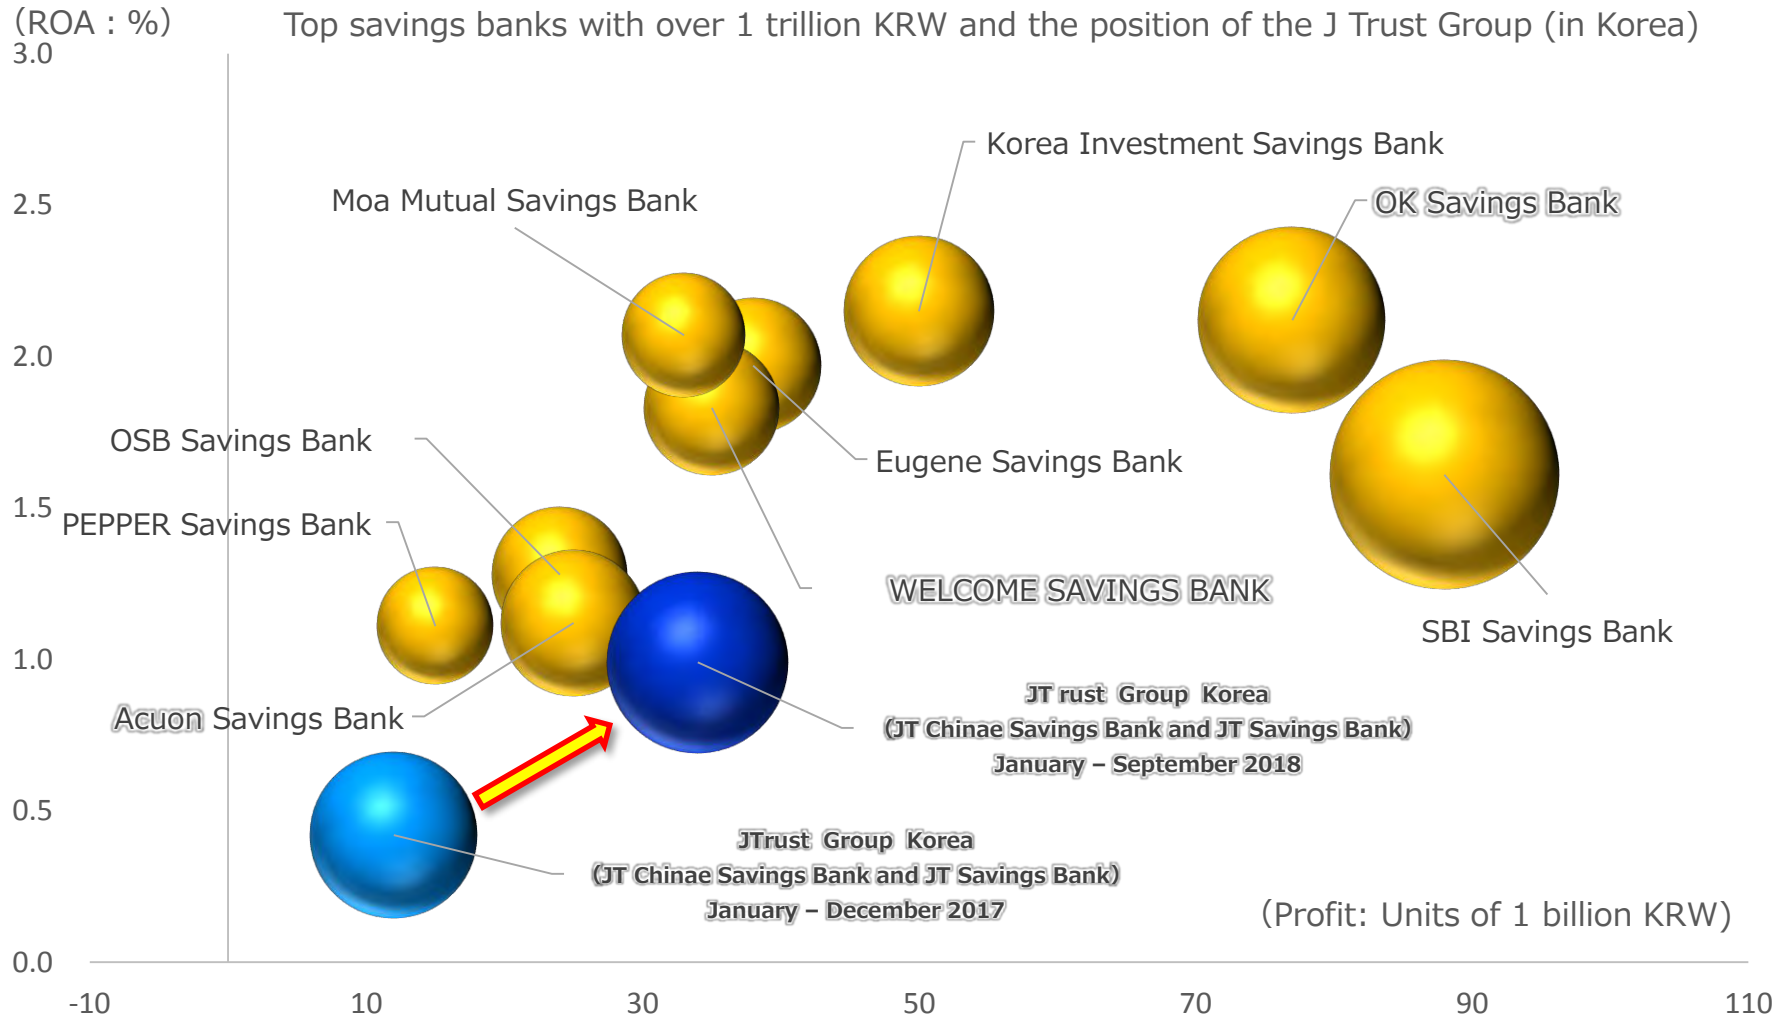 （ROA : %）
Top savings banks with over 1 trillion KRW and the position of the J Trust Group (in Korea)
3.0
Korea Investment Savings Bank
Moa Mutual Savings Bank
OK Savings Bank
2.5
2.0
OSB Savings Bank
Eugene Savings Bank
1.5
PEPPER Savings Bank
WELCOME SAVINGS BANK
SBI Savings Bank
1.0
JT rust Group Korea
Acuon Savings Bank
（JT Chinae Savings Bank and JT Savings Bank）
January – September 2018
0.5
JTrust Group Korea
（JT Chinae Savings Bank and JT Savings Bank）
January – December 2017
（Profit: Units of 1 billion KRW)
0.0
-10 10 30 50 70 90 110